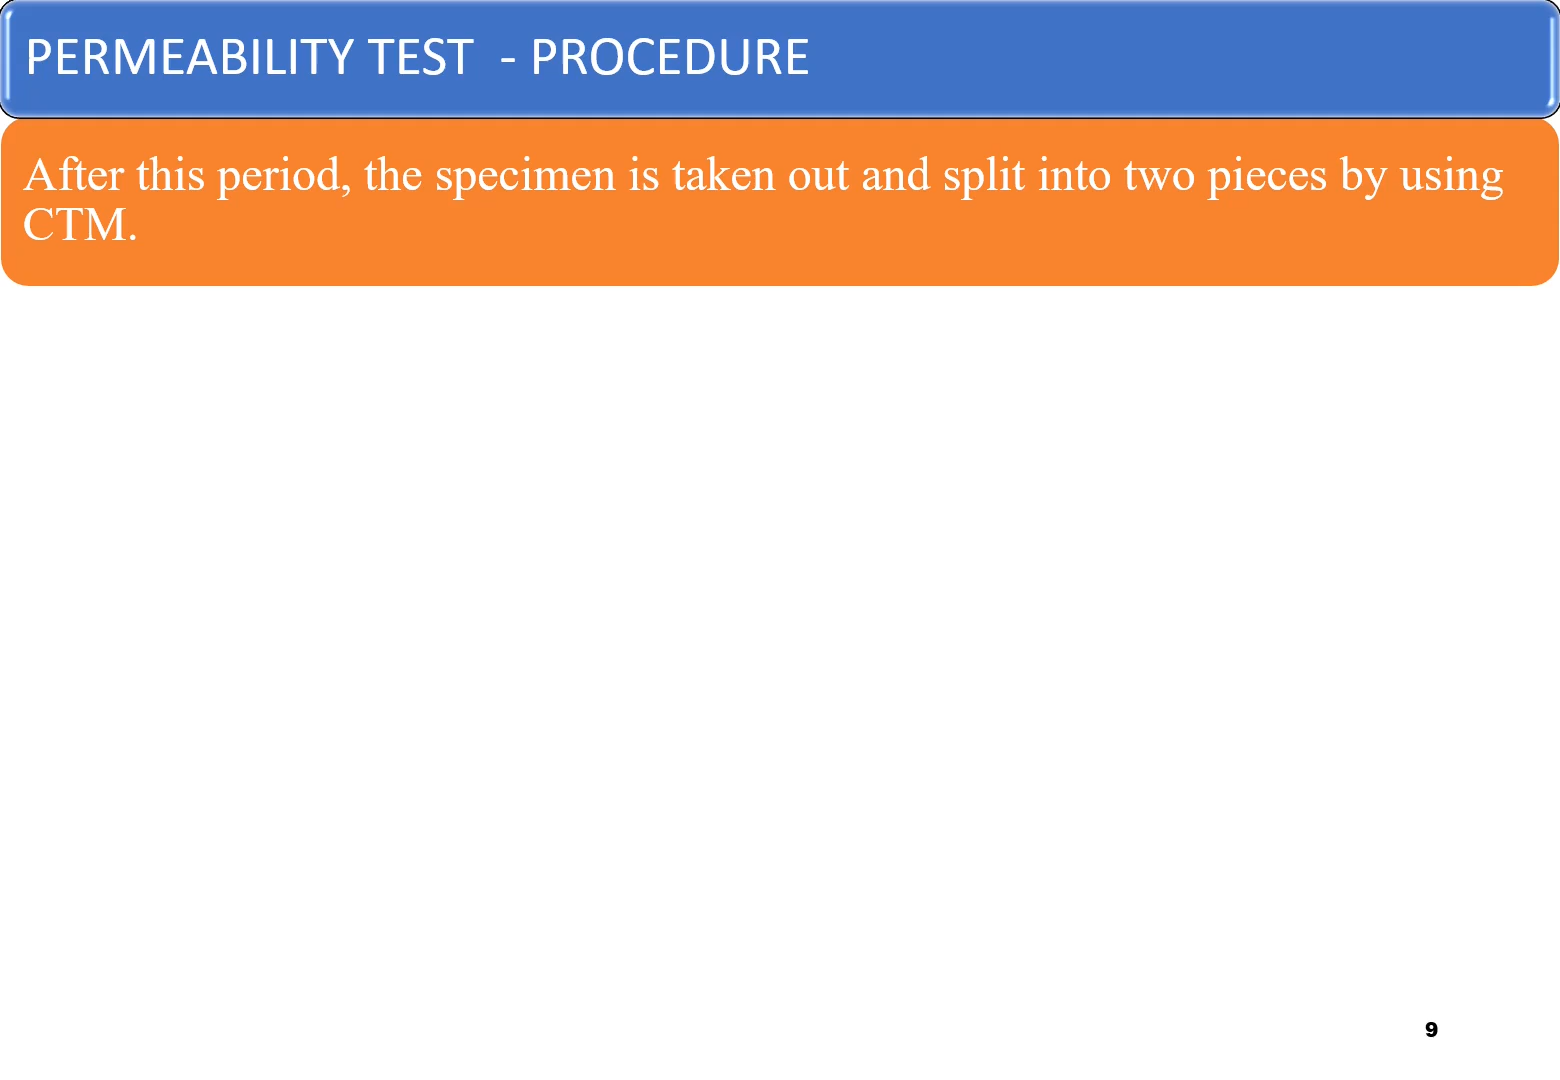 PERMEABILITY TEST  - PROCEDURE
After this period, the specimen is taken out and split into two pieces by using
CTM.
9